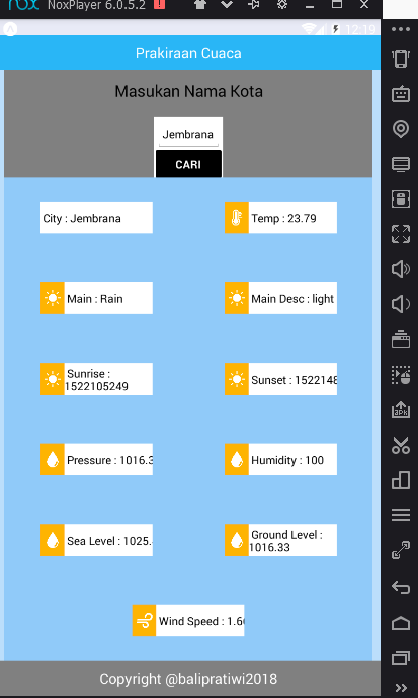 nox NoxPlayer 6.0.5.2
12:19
Prakiraan Cuaca
Masukan Nama Kota
Jembrana
CARI
City : Jembrana
Temp : 23.79
Main : Rain
Main Desc : light
Sunrise :
1522105249
Sunset : 1522148
Pressure : 1016.3
Humidity : 100
Sea Level : 1025.
Ground Level :
1016.33
Wind Speed : 1.6
Copyright @balipratiwi2018